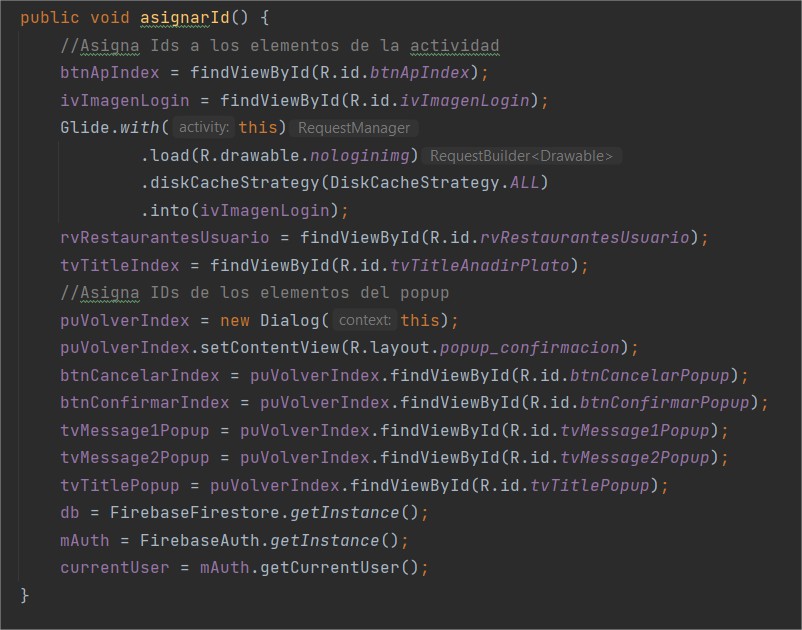 public void asignarId() {
    //Asigna Ids a los elementos de la actividad
    btnApIndex = findViewById(R.id.btnApIndex);
    ivImagenLogin = findViewById(R.id.ivImagenLogin);
    Glide.with( activity: this) RequestManager
            .load(R.drawable.nologinimg) RequestBuilder<Drawable>
            .diskCacheStrategy(DiskCacheStrategy.ALL)
            .into(ivImagenLogin);
    rvRestaurantesUsuario = findViewById(R.id.rvRestaurantesUsuario);
    tvTitleIndex = findViewById(R.id.tvTitleAnadirPlato);
    //Asigna IDs de los elementos del popup
    puVolverIndex = new Dialog( context: this);
    puVolverIndex.setContentView(R.layout.popup_confirmacion);
    btnCancelarIndex = puVolverIndex.findViewById(R.id.btnCancelarPopup);
    btnConfirmarIndex = puVolverIndex.findViewById(R.id.btnConfirmarPopup);
    tvMessage1Popup = puVolverIndex.findViewById(R.id.tvMessage1Popup);
    tvMessage2Popup = puVolverIndex.findViewById(R.id.tvMessage2Popup);
    tvTitlePopup = puVolverIndex.findViewById(R.id.tvTitlePopup);
    db = FirebaseFirestore.getInstance();
    mAuth = FirebaseAuth.getInstance();
    currentUser = mAuth.getCurrentUser();
}